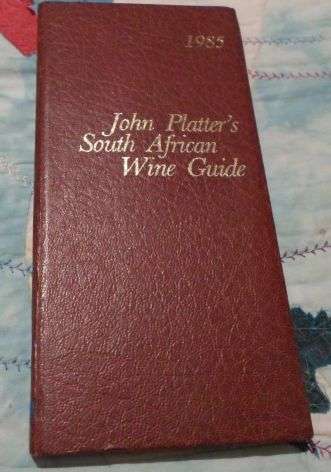 1985
John Platter's
South African
Wine Guide